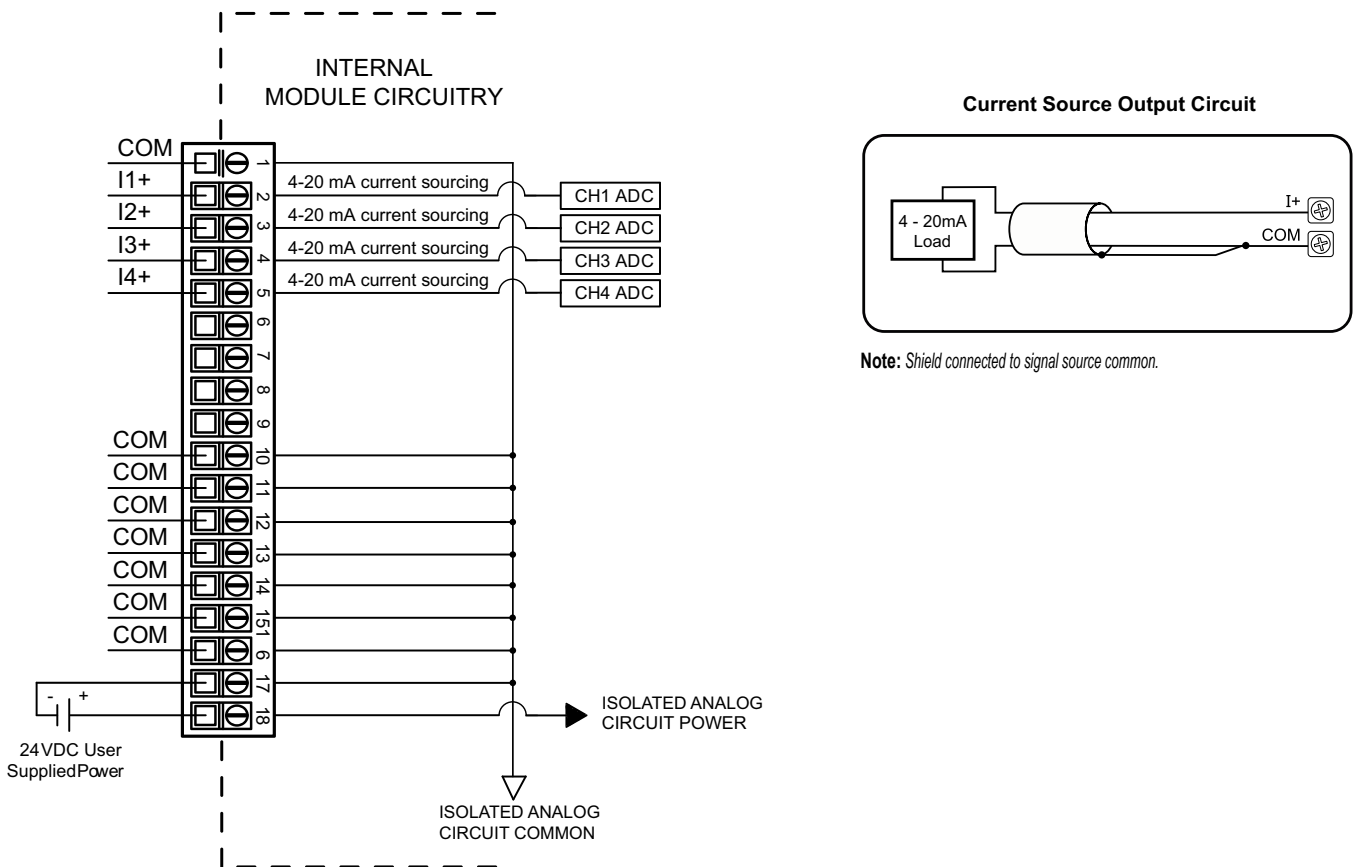 INTERNAL
MODULE CIRCUITRY
COM
I1+
I2+
I3+
I4+
COM
COM
COM
COM
COM
COM
COM
1
2
3
4
5
6
7
8
9
10
11
12
13
14
151
6
17
18
4-20 mA current sourcing
CH1 ADC
4-20 mA current sourcing
CH2 ADC
4-20 mA current sourcing
CH3 ADC
4-20 mA current sourcing
CH4 ADC
- +
24VDC User
SuppliedPower
ISOLATED ANALOG
CIRCUIT POWER
ISOLATED ANALOG
CIRCUIT COMMON
Current Source Output Circuit
4 - 20mA
Load
I+
COM
Note: Shield connected to signal source common.